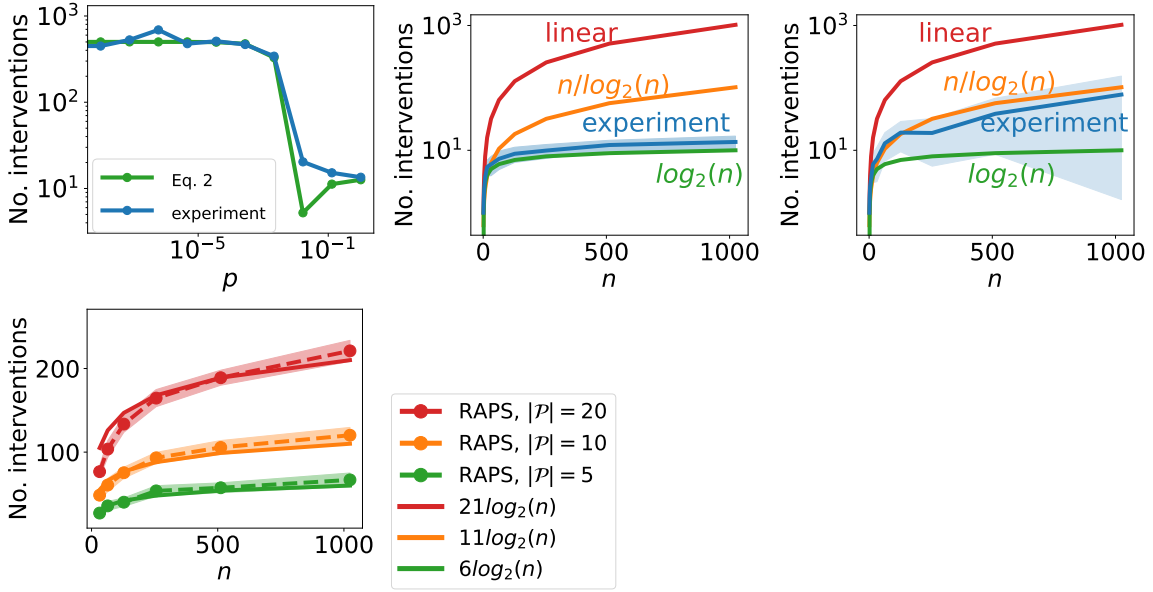 No. interventions
10³
10²
10¹
Eq. 2
experiment
10⁻⁵
10⁻¹
p
No. interventions
10³
10¹
linear
n/log₂(n)
experiment
log₂(n)
0
500
1000
n
No. interventions
10³
10¹
linear
n/log₂(n)
experiment
log₂(n)
0
500
1000
n
No. interventions
200
100
0
500
1000
n
RAPS, |𝒫| = 20
RAPS, |𝒫| = 10
RAPS, |𝒫| = 5
21log₂(n)
11log₂(n)
6log₂(n)